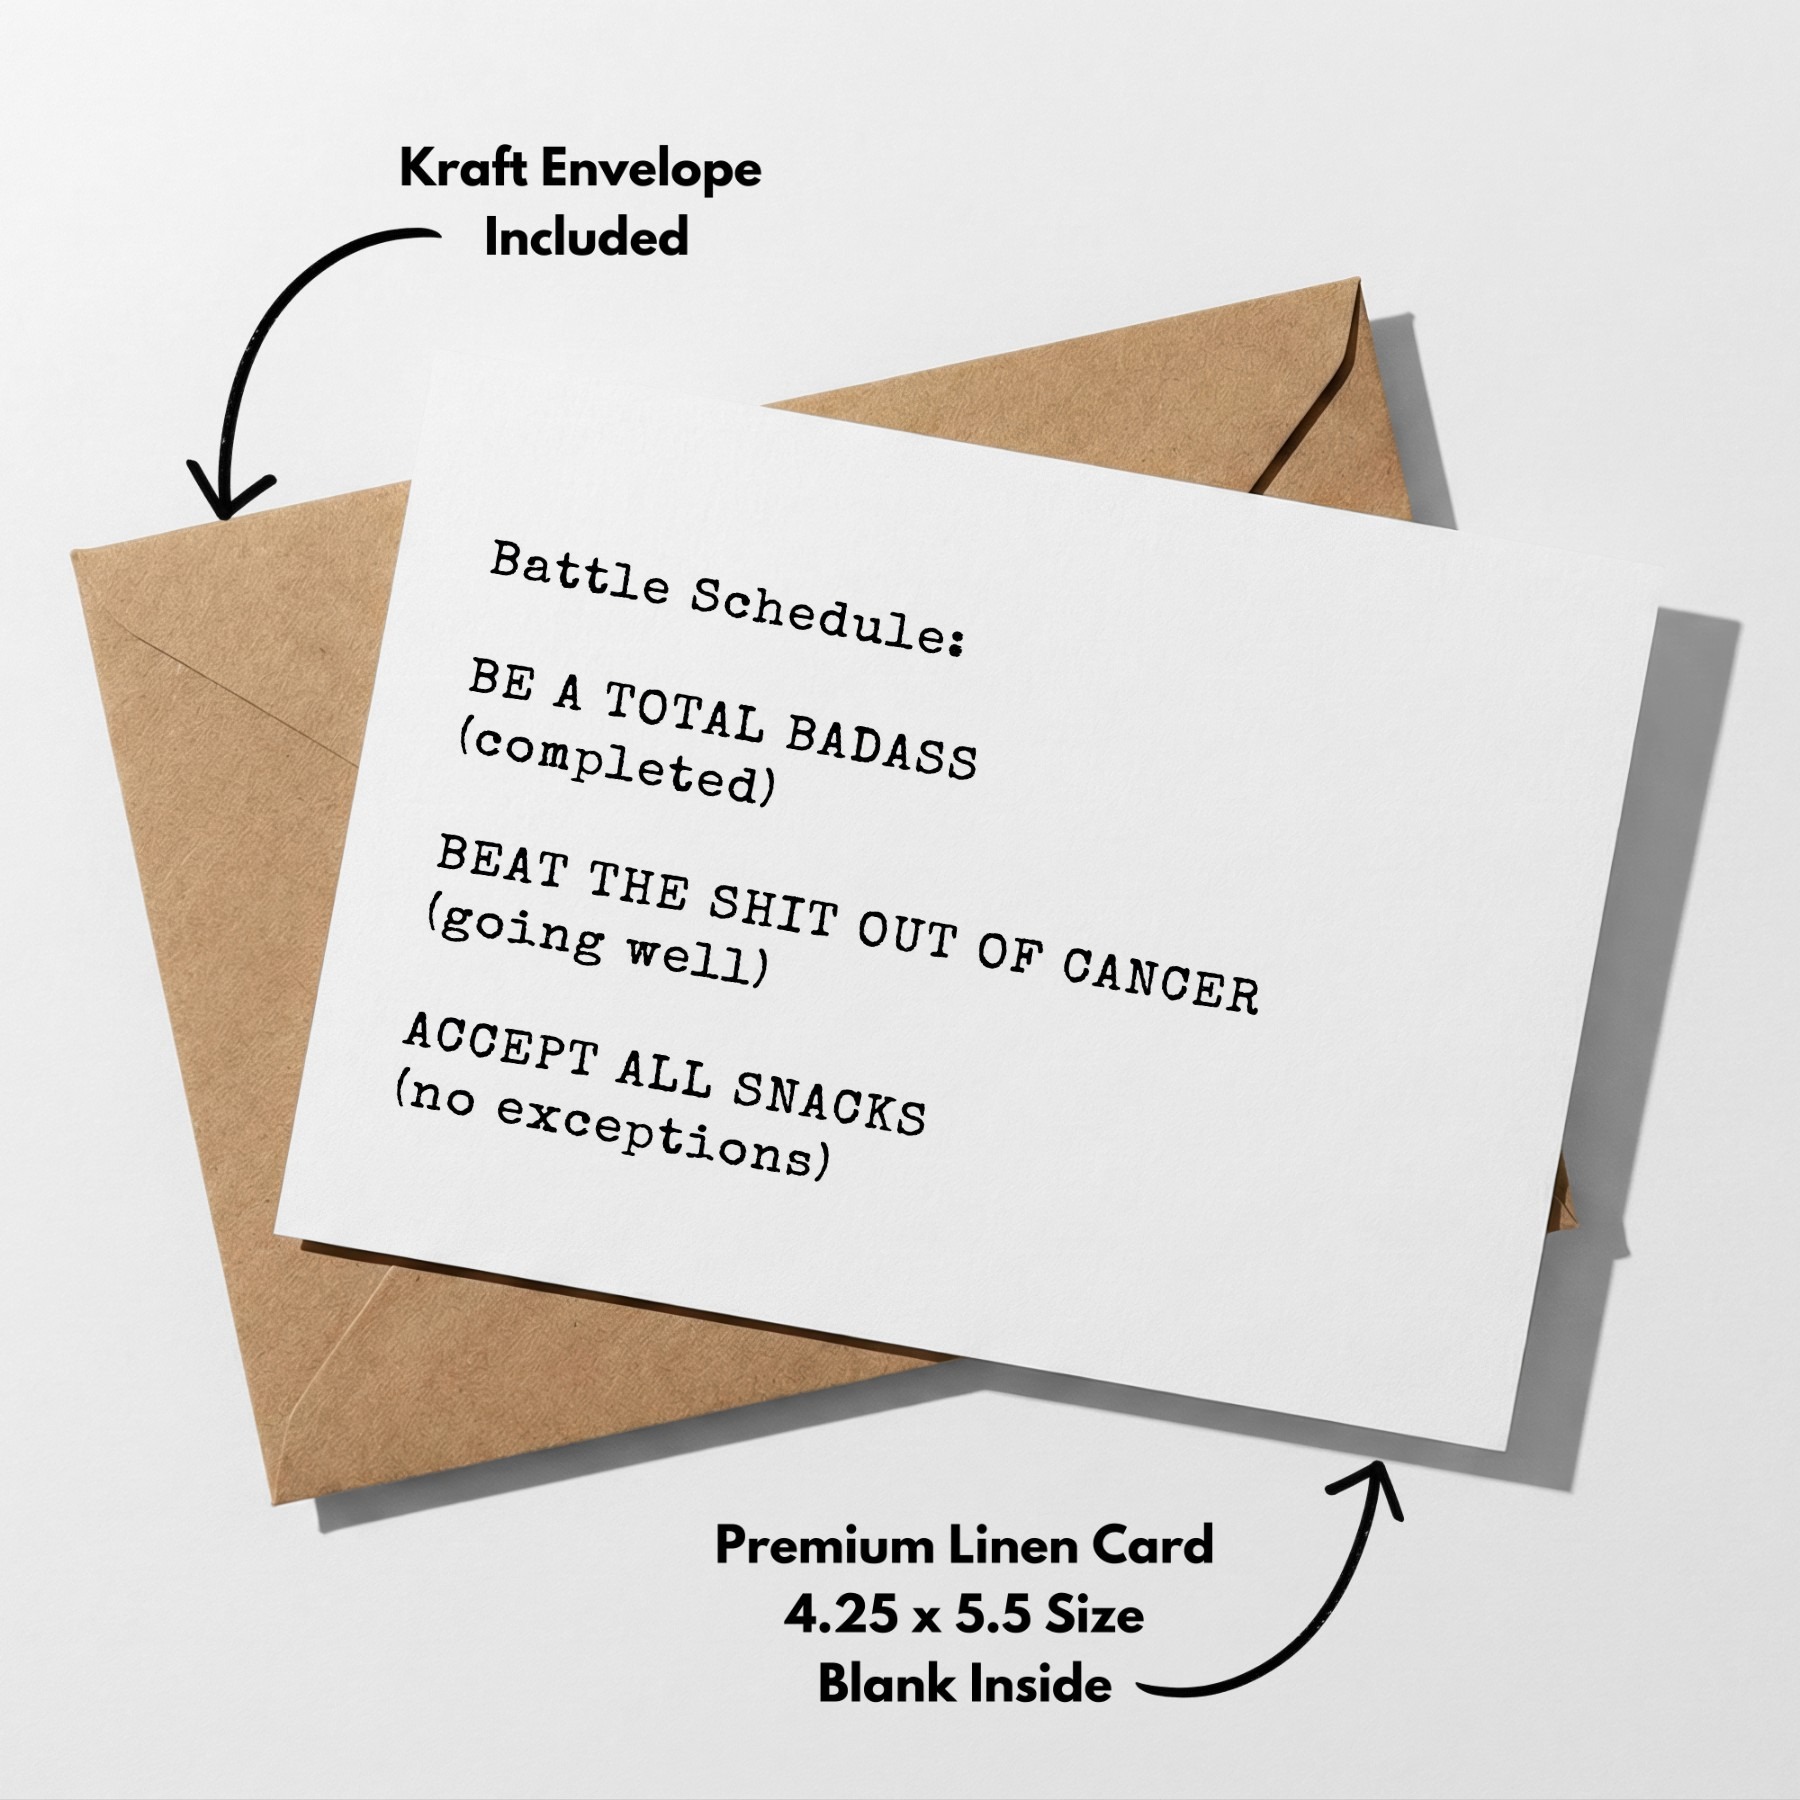 Kraft Envelope
Included
Battle Schedule:
BE A TOTAL BADASS
(completed)
BEAT THE SHIT OUT OF CANCER
(going well)
ACCEPT ALL SNACKS
(no exceptions)
Premium Linen Card
4.25 x 5.5 Size
Blank Inside